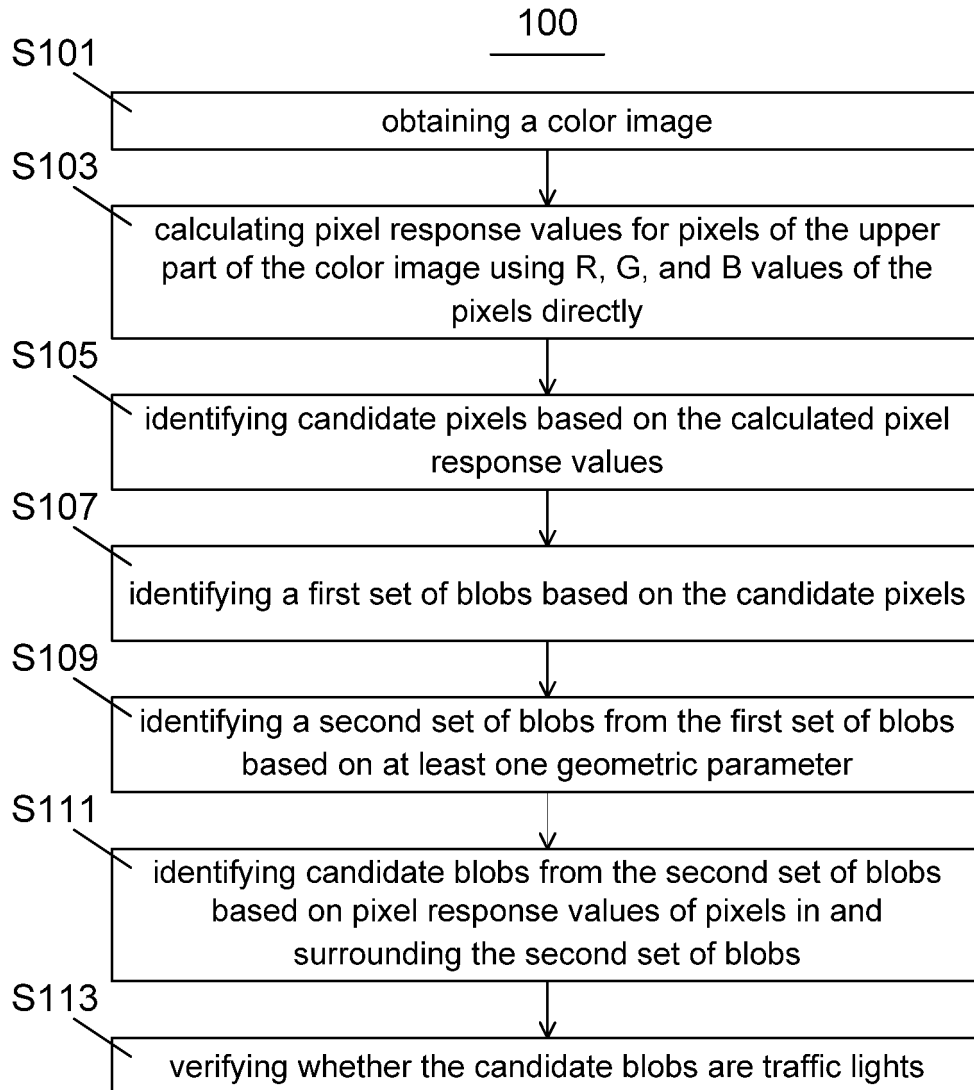 100
S101
obtaining a color image
S103
calculating pixel response values for pixels of the upper
part of the color image using R, G, and B values of the
pixels directly
S105
identifying candidate pixels based on the calculated pixel
response values
S107
identifying a first set of blobs based on the candidate pixels
S109
identifying a second set of blobs from the first set of blobs
based on at least one geometric parameter
S111
identifying candidate blobs from the second set of blobs
based on pixel response values of pixels in and
surrounding the second set of blobs
S113
verifying whether the candidate blobs are traffic lights